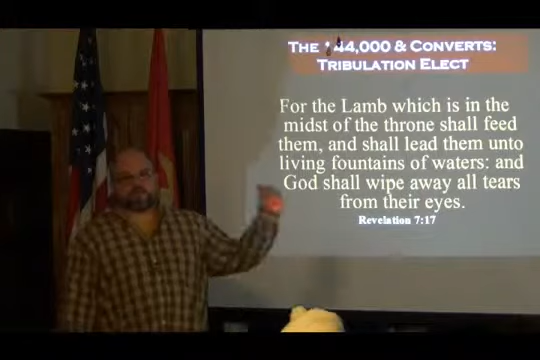 THE 144,000 & CONVERTS:
TRIBULATION ELECT
For the Lamb which is in the
midst of the throne shall feed
them, and shall lead them unto
living fountains of waters: and
God shall wipe away all tears
from their eyes.
Revelation 7:17